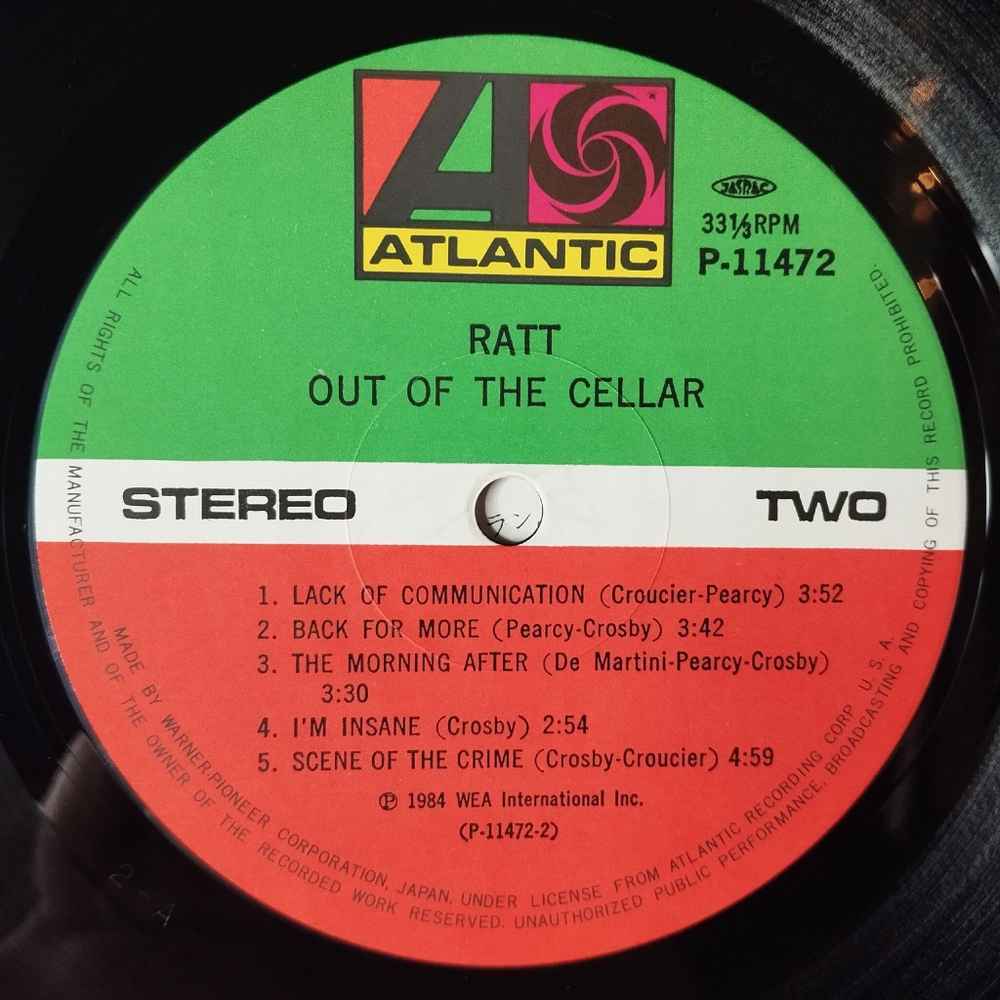 ATLANTIC
JASRAC
33⅓RPM
P-11472
RATT
OUT OF THE CELLAR
STEREO
TWO
ラン
1. LACK OF COMMUNICATION (Croucier-Pearcy) 3:52
2. BACK FOR MORE (Pearcy-Crosby) 3:42
3. THE MORNING AFTER (De Martini-Pearcy-Crosby)
3:30
4. I'M INSANE (Crosby) 2:54
5. SCENE OF THE CRIME (Crosby-Croucier) 4:59
℗ 1984 WEA International Inc.
(P-11472-2)
MADE BY WARNER-PIONEER CORPORATION, JAPAN, UNDER LICENSE FROM ATLANTIC RECORDING CORP U. S. A.
ALL RIGHTS OF THE MANUFACTURER AND OF THE OWNER OF THE RECORDED WORK RESERVED. UNAUTHORIZED PUBLIC PERFORMANCE, BROADCASTING AND COPYING OF THIS RECORD PROHIBITED.
2-A